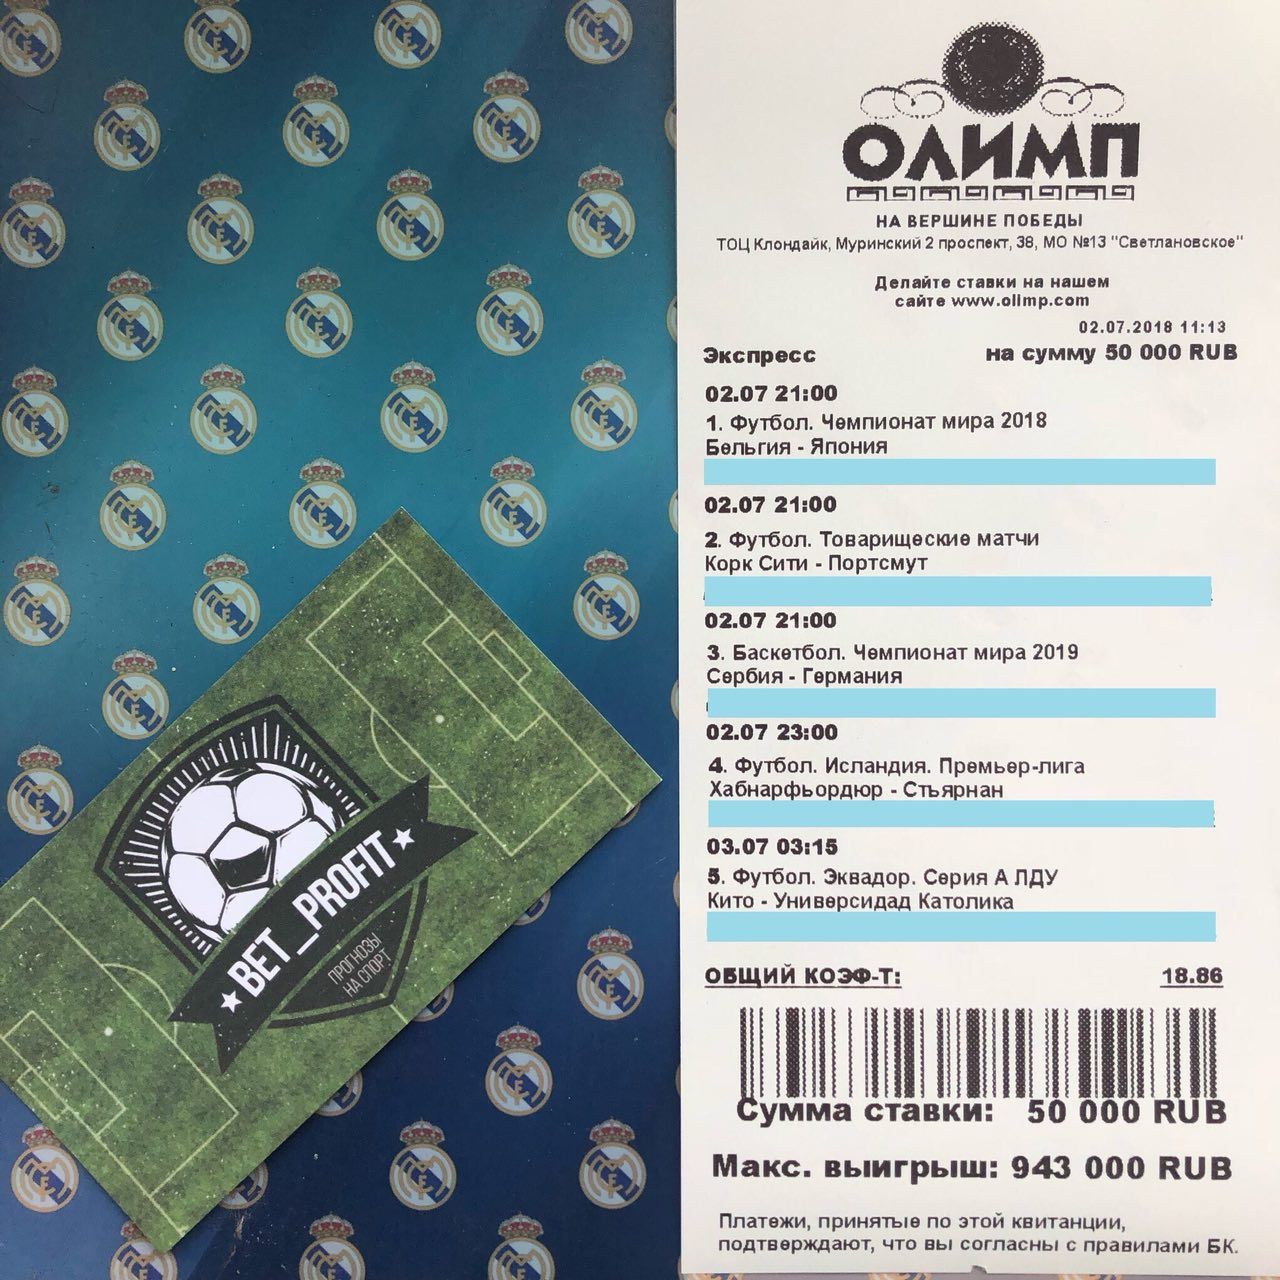 ОЛИМП
НА ВЕРШИНЕ ПОБЕДЫ
ТОЦ Клондайк, Муринский 2 проспект, 38, МО №13 "Светлановское"
Делайте ставки на нашем
сайте www.olimp.com
02.07.2018 11:13
Экспресс на сумму 50 000 RUB
02.07 21:00
1. Футбол. Чемпионат мира 2018
Бельгия - Япония
02.07 21:00
2. Футбол. Товарищеские матчи
Корк Сити - Портсмут
02.07 21:00
3. Баскетбол. Чемпионат мира 2019
Сербия - Германия
02.07 23:00
4. Футбол. Исландия. Премьер-лига
Хабнарфьордюр - Стьярнан
03.07 03:15
5. Футбол. Эквадор. Серия А ЛДУ
Кито - Универсидад Католика
ОБЩИЙ КОЭФ-Т: 18.86
Сумма ставки: 50 000 RUB
Макс. выигрыш: 943 000 RUB
Платежи, принятые по этой квитанции,
подтверждают, что вы согласны с правилами БК.
BET_PROFIT
ПРОГНОЗЫ
НА СПОРТ